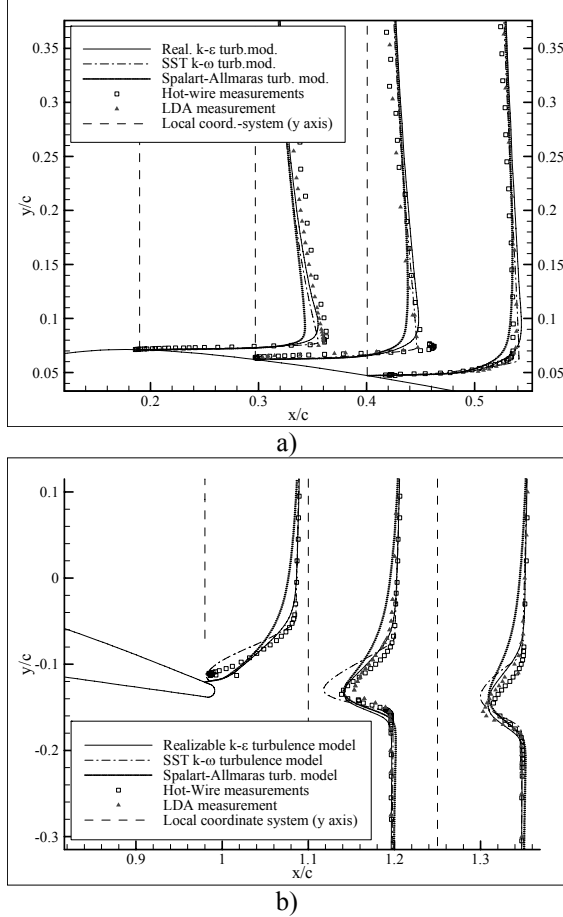 0.35
0.3
0.25
0.2
0.15
0.1
0.05
y/c
Real. k-ε turb.mod.
SST k-ω turb.mod.
Spalart-Allmaras turb. mod.
Hot-wire measurements
LDA measurement
Local coord.-system (y axis)
0.35
0.3
0.25
0.2
0.15
0.1
0.05
y/c
0.2
0.3
0.4
0.5
x/c
x/c
a)
0.1
0
-0.1
-0.2
-0.3
y/c
y/c
Realizable k-ε turbulence model
SST k-ω turbulence model
Spalart-Allmaras turb. model
Hot-Wire measurements
LDA measurement
Local coordinate system (y axis)
0.9
1
1.1
1.2
1.3
x/c
x/c
b)